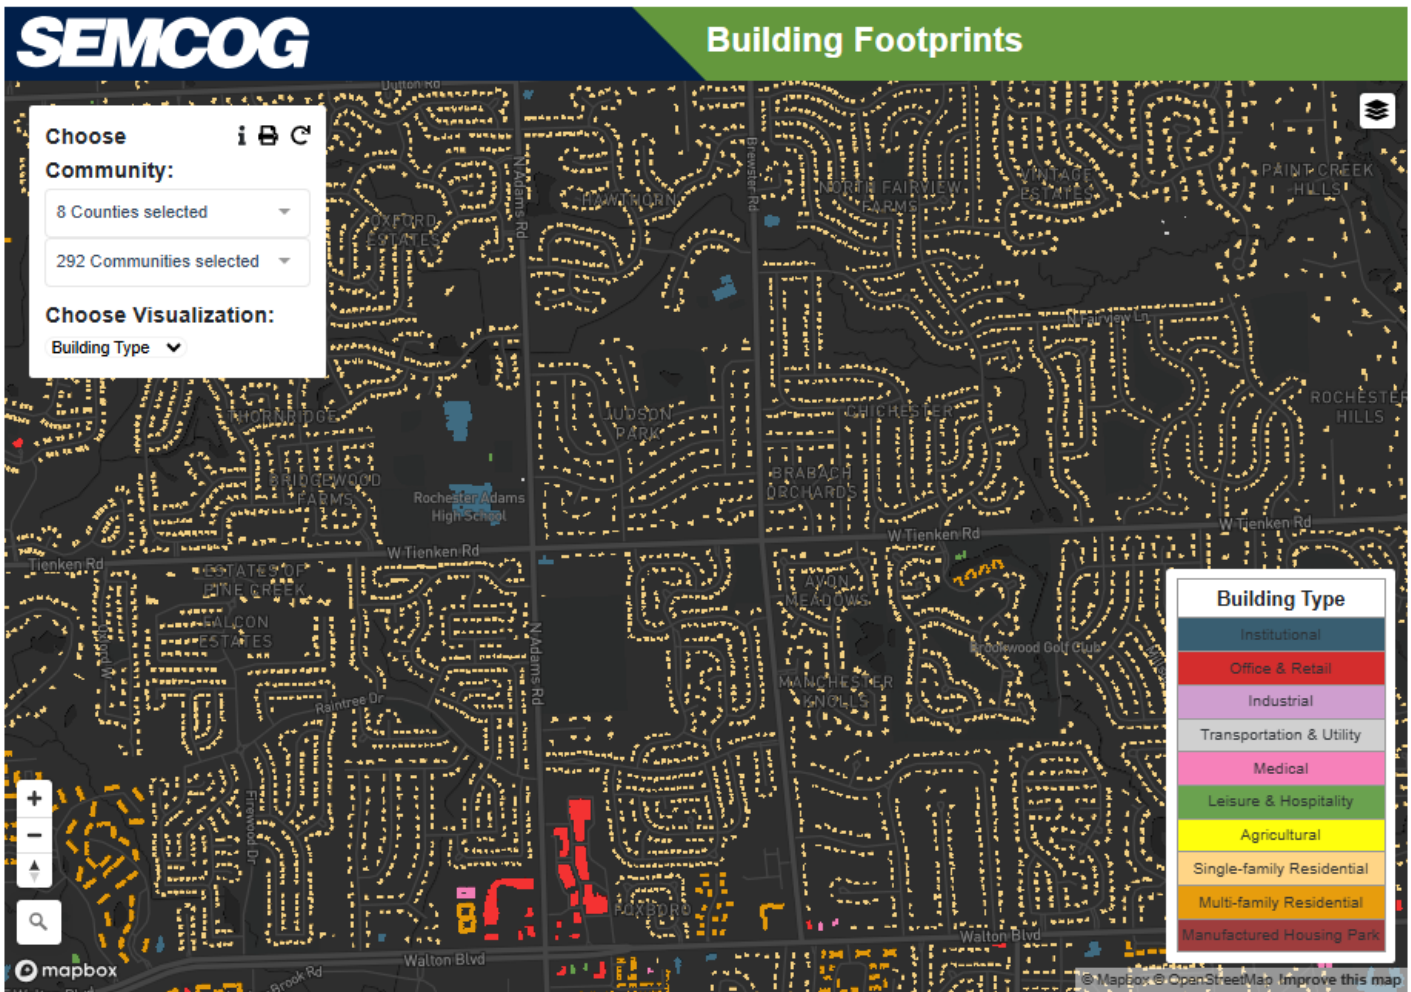 SEMCOG
Building Footprints
Choose
Community:
8 Counties selected
292 Communities selected
Choose Visualization:
Building Type
Dutton Rd
N Adams Rd
Brewster Rd
OXFORD
ESTATES
HAWTHORN
NORTH FAIRVIEW
FARMS
VINTAGE
ESTATES
PAINT CREEK
HILLS
N Fairview Ln
THORNRIDGE
JUDSON
PARK
CHICHESTER
ROCHESTER
HILLS
BRIDGEWOOD
FARMS
BRABACH
ORCHARDS
Rochester Adams
High School
W Tienken Rd
W Tienken Rd
W Tienken Rd
Tienken Rd
ESTATES OF
PINE CREEK
FALCON
ESTATES
AVON
MEADOWS
Brookwood Golf Club
MANCHESTER
KNOLLS
N Adams Rd
Oxford W
Raintree Dr
Firewood Dr
FOXBORO
Walton Blvd
Walton Blvd
Brook Rd
Walton Blvd
Building Type
Institutional
Office & Retail
Industrial
Transportation & Utility
Medical
Leisure & Hospitality
Agricultural
Single-family Residential
Multi-family Residential
Manufactured Housing Park
mapbox
© Mapbox © OpenStreetMap Improve this map